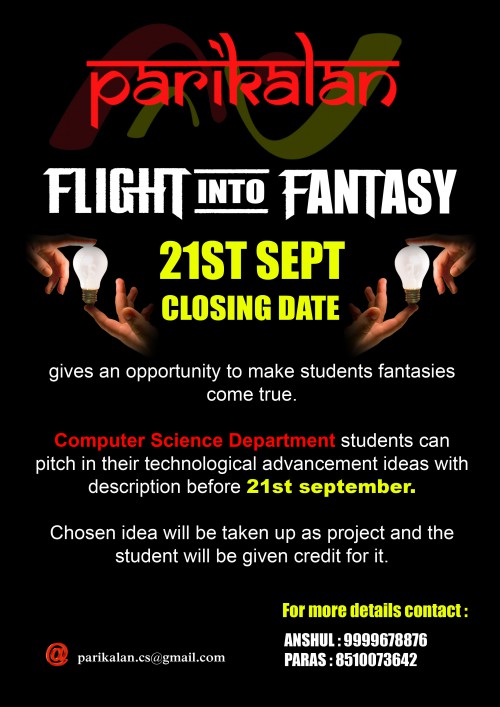 parikalan
FLIGHT INTO FANTASY
21ST SEPT
CLOSING DATE
gives an opportunity to make students fantasies
come true.
Computer Science Department students can
pitch in their technological advancement ideas with
description before 21st september.
Chosen idea will be taken up as project and the
student will be given credit for it.
For more details contact :
ANSHUL : 9999678876
PARAS : 8510073642
@ parikalan.cs@gmail.com